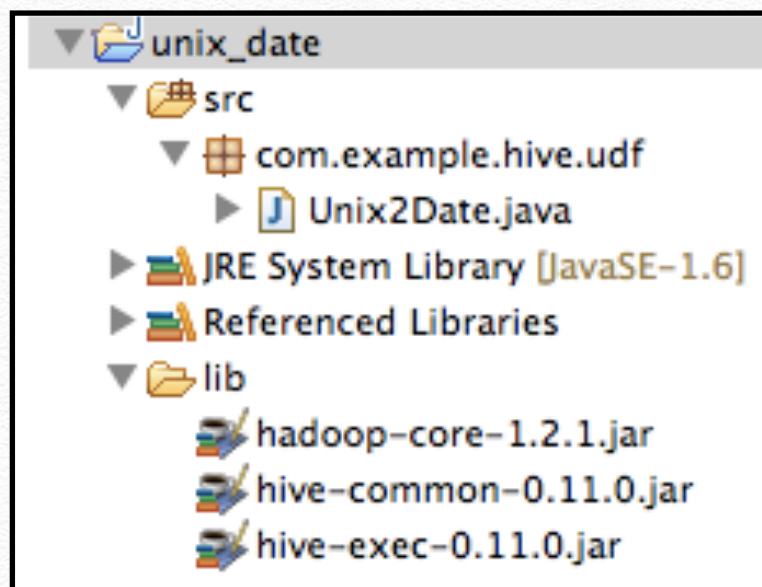 unix_date
src
com.example.hive.udf
Unix2Date.java
JRE System Library [JavaSE-1.6]
Referenced Libraries
lib
hadoop-core-1.2.1.jar
hive-common-0.11.0.jar
hive-exec-0.11.0.jar